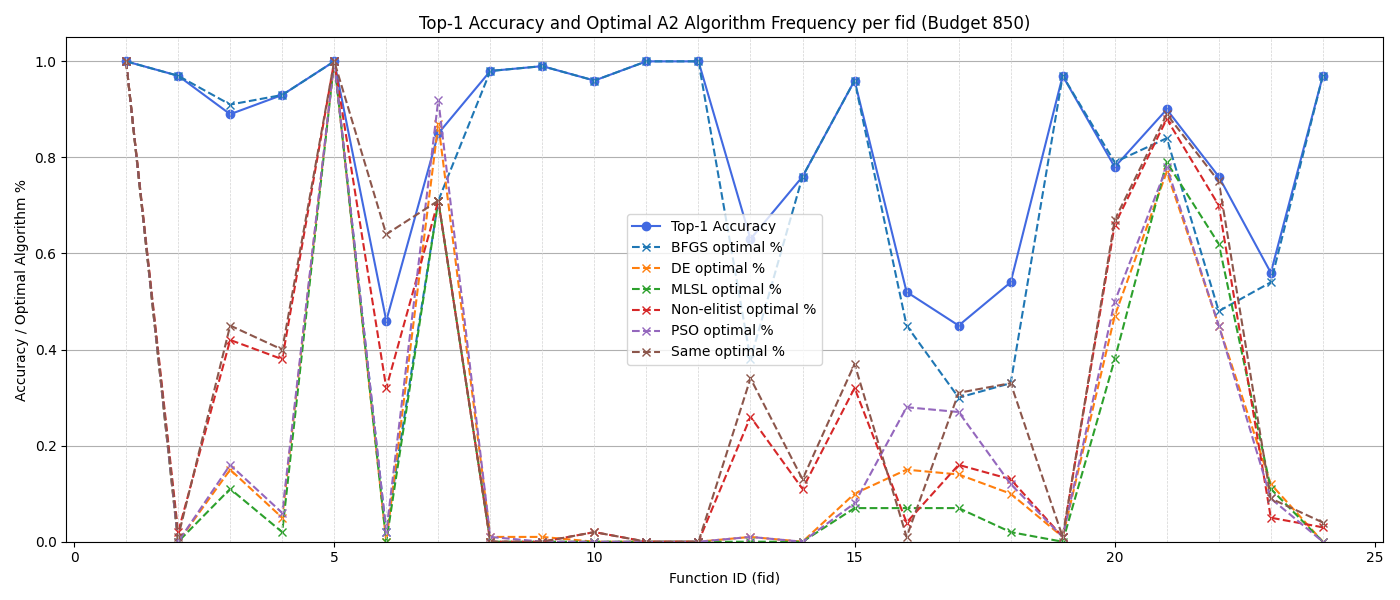 Top-1 Accuracy and Optimal A2 Algorithm Frequency per fid (Budget 850)
Accuracy / Optimal Algorithm %
1.0
0.8
0.6
0.4
0.2
0.0
Top-1 Accuracy
BFGS optimal %
DE optimal %
MLSL optimal %
Non-elitist optimal %
PSO optimal %
Same optimal %
0 5 10 15 20 25
Function ID (fid)